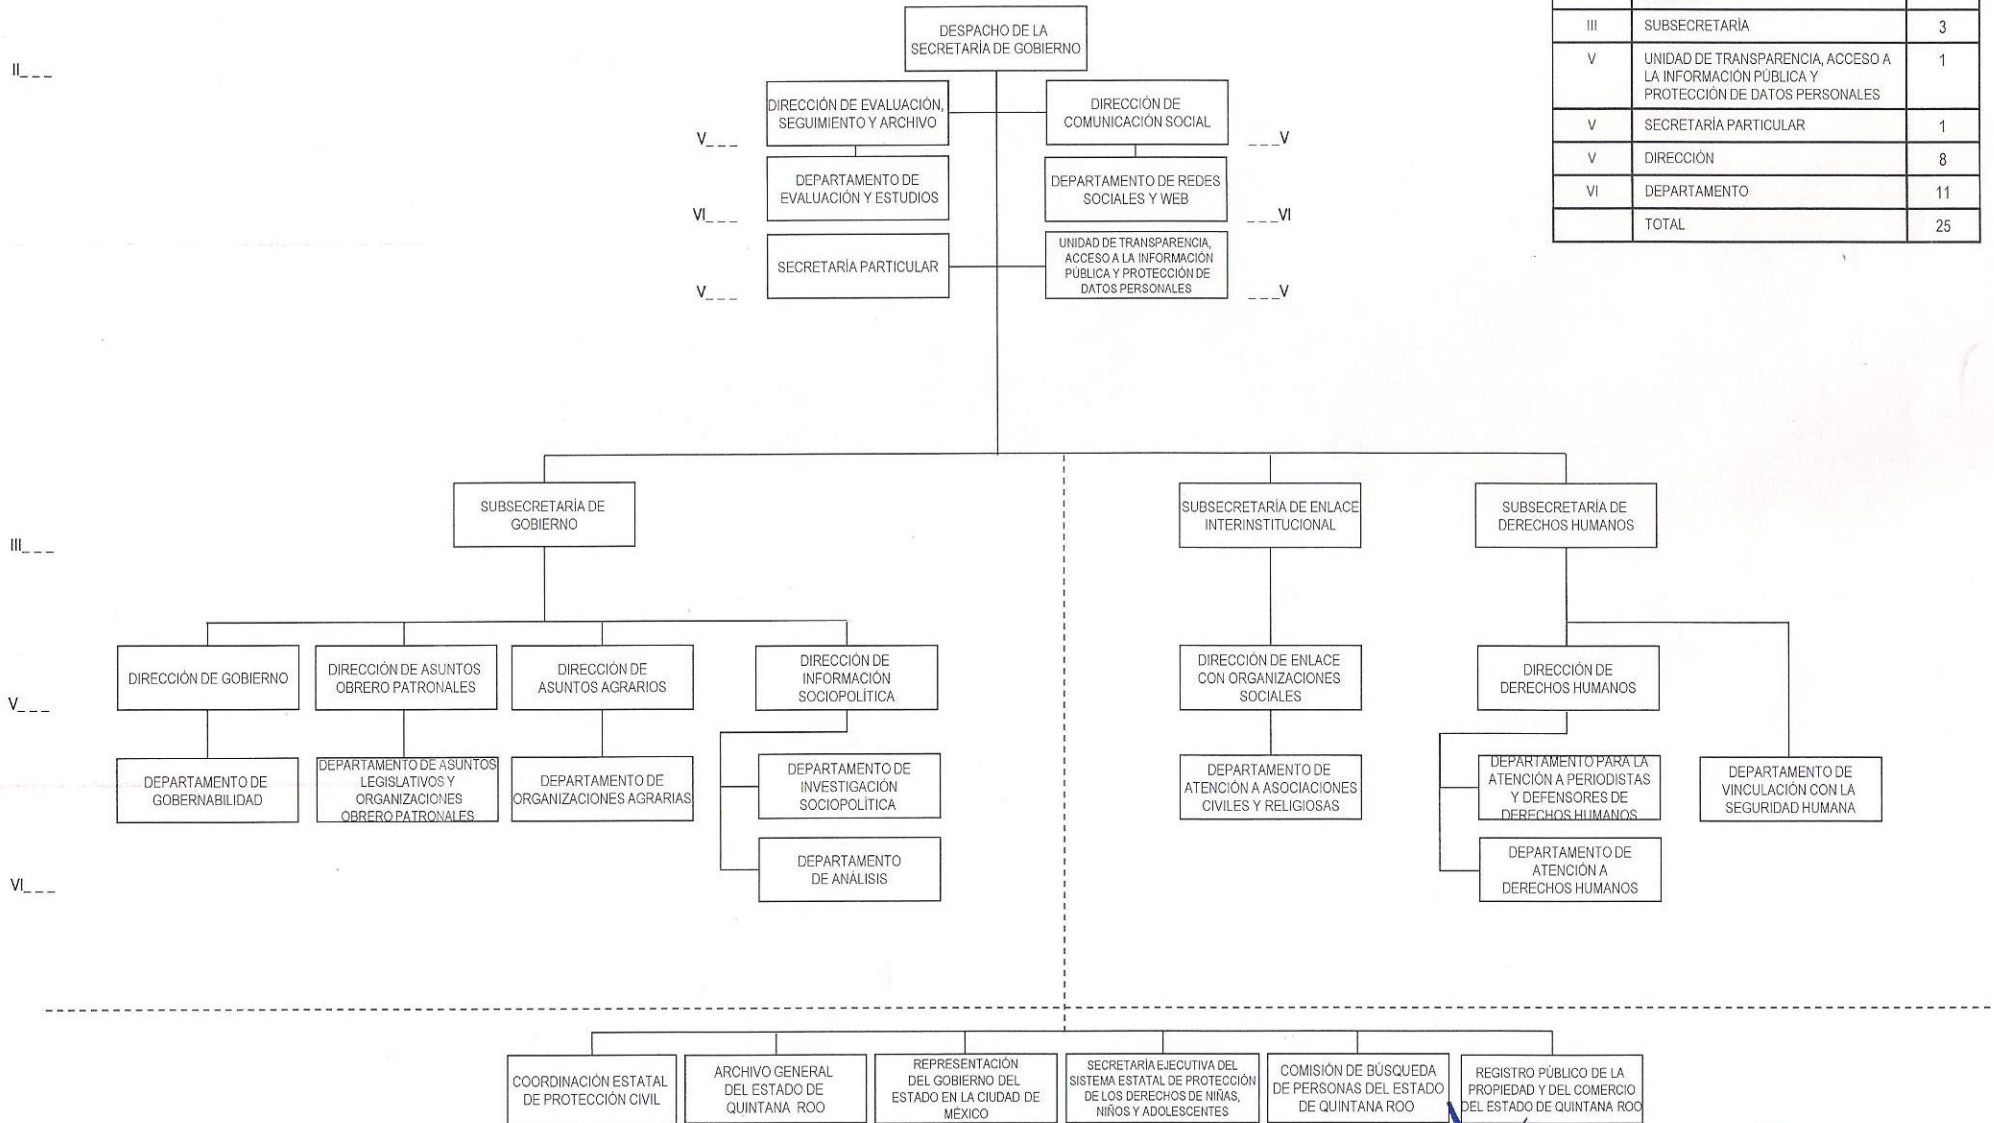 DESPACHO DE LA
SECRETARÍA DE GOBIERNO
II___
DIRECCIÓN DE EVALUACIÓN,
SEGUIMIENTO Y ARCHIVO
V___
DIRECCIÓN DE
COMUNICACIÓN SOCIAL
___V
DEPARTAMENTO DE
EVALUACIÓN Y ESTUDIOS
VI___
DEPARTAMENTO DE REDES
SOCIALES Y WEB
___VI
SECRETARÍA PARTICULAR
V___
UNIDAD DE TRANSPARENCIA,
ACCESO A LA INFORMACIÓN
PÚBLICA Y PROTECCIÓN DE
DATOS PERSONALES
___V
III SUBSECRETARÍA 3
V UNIDAD DE TRANSPARENCIA, ACCESO A 1
LA INFORMACIÓN PÚBLICA Y
PROTECCIÓN DE DATOS PERSONALES
V SECRETARÍA PARTICULAR 1
V DIRECCIÓN 8
VI DEPARTAMENTO 11
TOTAL 25
III___
SUBSECRETARÍA DE
GOBIERNO
SUBSECRETARÍA DE ENLACE
INTERINSTITUCIONAL
SUBSECRETARÍA DE
DERECHOS HUMANOS
V___
DIRECCIÓN DE GOBIERNO
DIRECCIÓN DE ASUNTOS
OBRERO PATRONALES
DIRECCIÓN DE
ASUNTOS AGRARIOS
DIRECCIÓN DE
INFORMACIÓN
SOCIOPOLÍTICA
DIRECCIÓN DE ENLACE
CON ORGANIZACIONES
SOCIALES
DIRECCIÓN DE
DERECHOS HUMANOS
DEPARTAMENTO DE
GOBERNABILIDAD
DEPARTAMENTO DE ASUNTOS
LEGISLATIVOS Y
ORGANIZACIONES
OBRERO PATRONALES
DEPARTAMENTO DE
ORGANIZACIONES AGRARIAS
DEPARTAMENTO DE
INVESTIGACIÓN
SOCIOPOLÍTICA
DEPARTAMENTO DE
ATENCIÓN A ASOCIACIONES
CIVILES Y RELIGIOSAS
DEPARTAMENTO PARA LA
ATENCIÓN A PERIODISTAS
Y DEFENSORES DE
DERECHOS HUMANOS
DEPARTAMENTO DE
VINCULACIÓN CON LA
SEGURIDAD HUMANA
VI___
DEPARTAMENTO
DE ANÁLISIS
DEPARTAMENTO DE
ATENCIÓN A
DERECHOS HUMANOS
COORDINACIÓN ESTATAL
DE PROTECCIÓN CIVIL
ARCHIVO GENERAL
DEL ESTADO DE
QUINTANA ROO
REPRESENTACIÓN
DEL GOBIERNO DEL
ESTADO EN LA CIUDAD DE
MÉXICO
SECRETARÍA EJECUTIVA DEL
SISTEMA ESTATAL DE PROTECCIÓN
DE LOS DERECHOS DE NIÑAS,
NIÑOS Y ADOLESCENTES
COMISIÓN DE BÚSQUEDA
DE PERSONAS DEL ESTADO
DE QUINTANA ROO
REGISTRO PÚBLICO DE LA
PROPIEDAD Y DEL COMERCIO
DEL ESTADO DE QUINTANA ROO